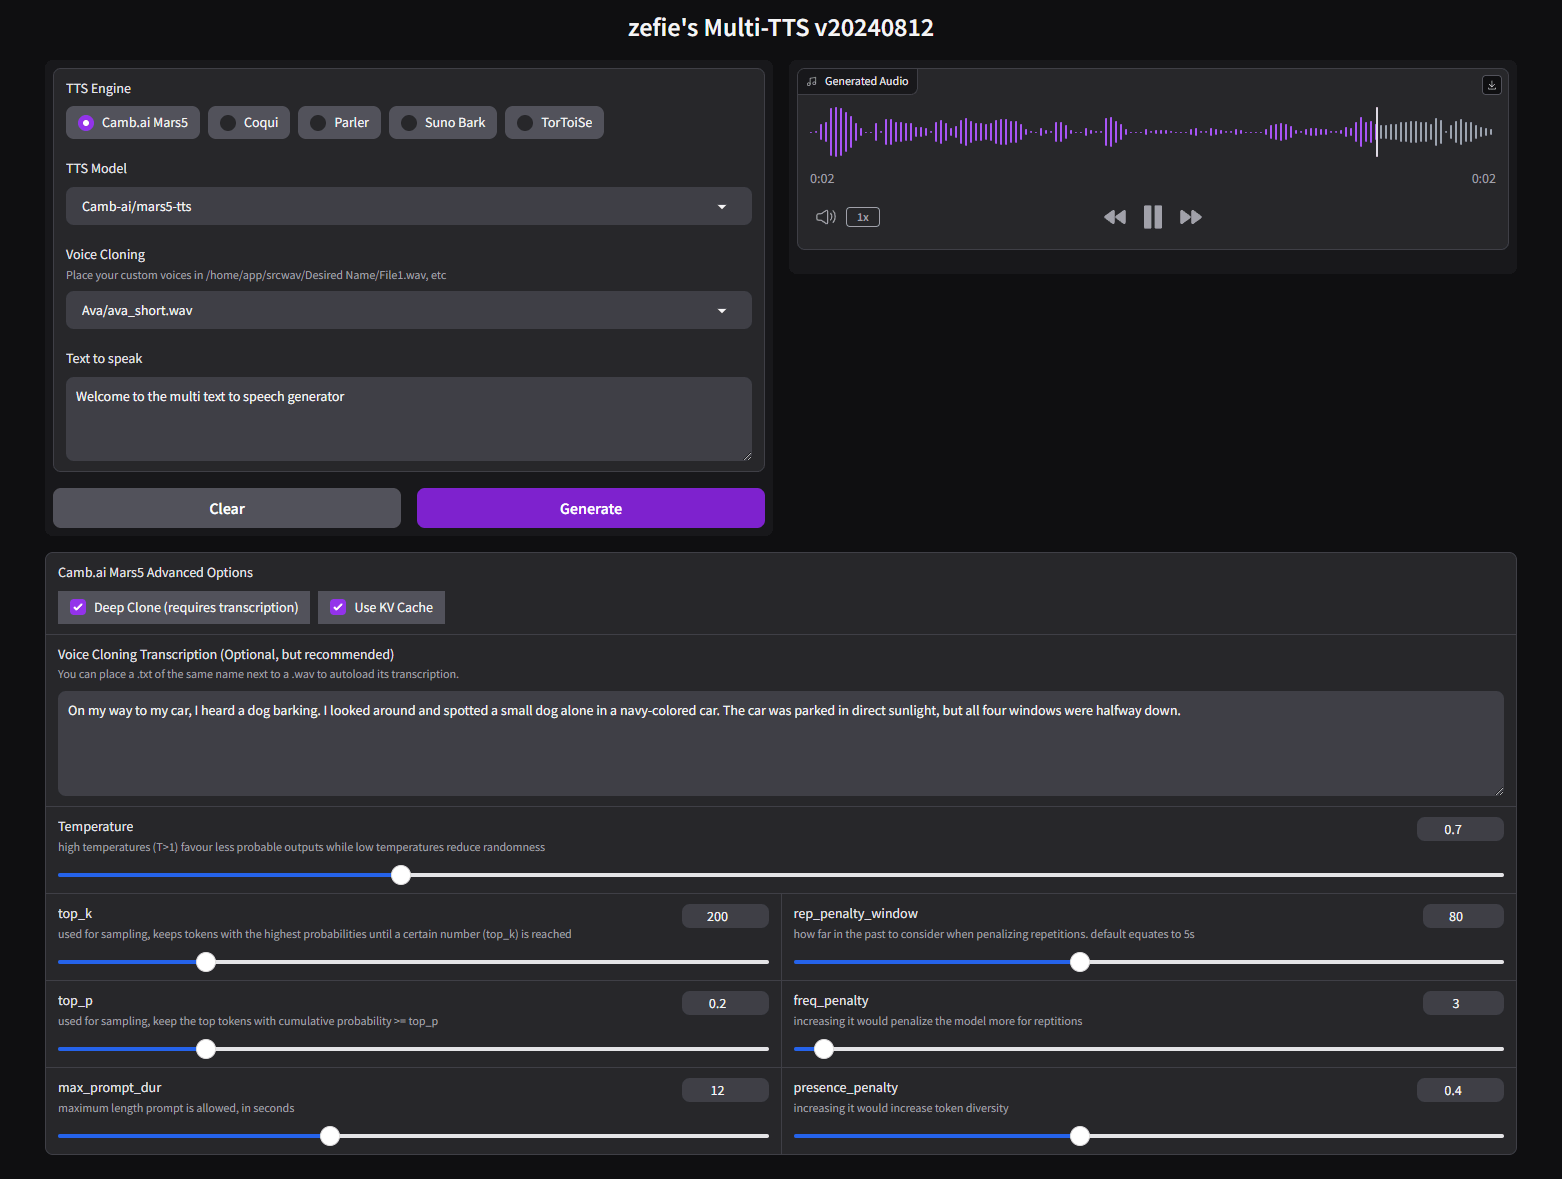 zefie's Multi-TTS v20240812
TTS Engine
Camb.ai Mars5
Coqui
Parler
Suno Bark
TorToiSe
TTS Model
Camb-ai/mars5-tts
Voice Cloning
Place your custom voices in /home/app/srcwav/Desired Name/File1.wav, etc
Ava/ava_short.wav
Text to speak
Welcome to the multi text to speech generator
Clear
Generate
Generated Audio
0:02
0:02
1x
Camb.ai Mars5 Advanced Options
Deep Clone (requires transcription)
Use KV Cache
Voice Cloning Transcription (Optional, but recommended)
You can place a .txt of the same name next to a .wav to autoload its transcription.
On my way to my car, I heard a dog barking. I looked around and spotted a small dog alone in a navy-colored car. The car was parked in direct sunlight, but all four windows were halfway down.
Temperature
0.7
high temperatures (T>1) favour less probable outputs while low temperatures reduce randomness
top_k
200
used for sampling, keeps tokens with the highest probabilities until a certain number (top_k) is reached
rep_penalty_window
80
how far in the past to consider when penalizing repetitions. default equates to 5s
top_p
0.2
used for sampling, keep the top tokens with cumulative probability >= top_p
freq_penalty
3
increasing it would penalize the model more for reptitions
max_prompt_dur
12
maximum length prompt is allowed, in seconds
presence_penalty
0.4
increasing it would increase token diversity